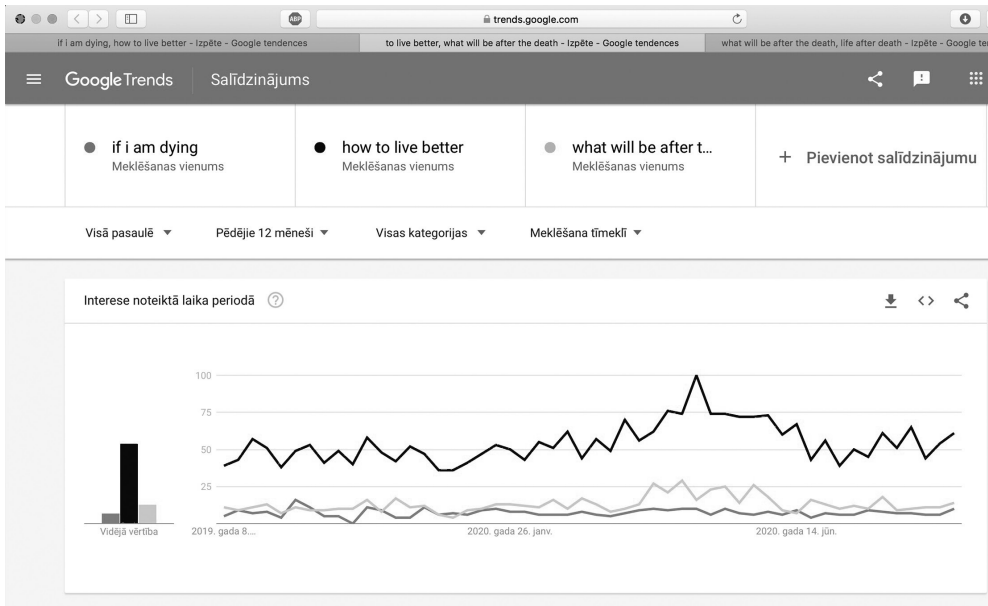 ABP
trends.google.com
if i am dying, how to live better - Izpēte - Google tendences
to live better, what will be after the death - Izpēte - Google tendences
what will be after the death, life after death - Izpēte - Google te
Google Trends
Salīdzinājums
if i am dying
Meklēšanas vienums
how to live better
Meklēšanas vienums
what will be after t...
Meklēšanas vienums
+ Pievienot salīdzinājumu
Visā pasaulē
Pēdējie 12 mēneši
Visas kategorijas
Meklēšana tīmeklī
Interese noteiktā laika periodā
?
100
75
50
25
Vidējā vērtība
2019. gada 8....
2020. gada 26. janv.
2020. gada 14. jūn.